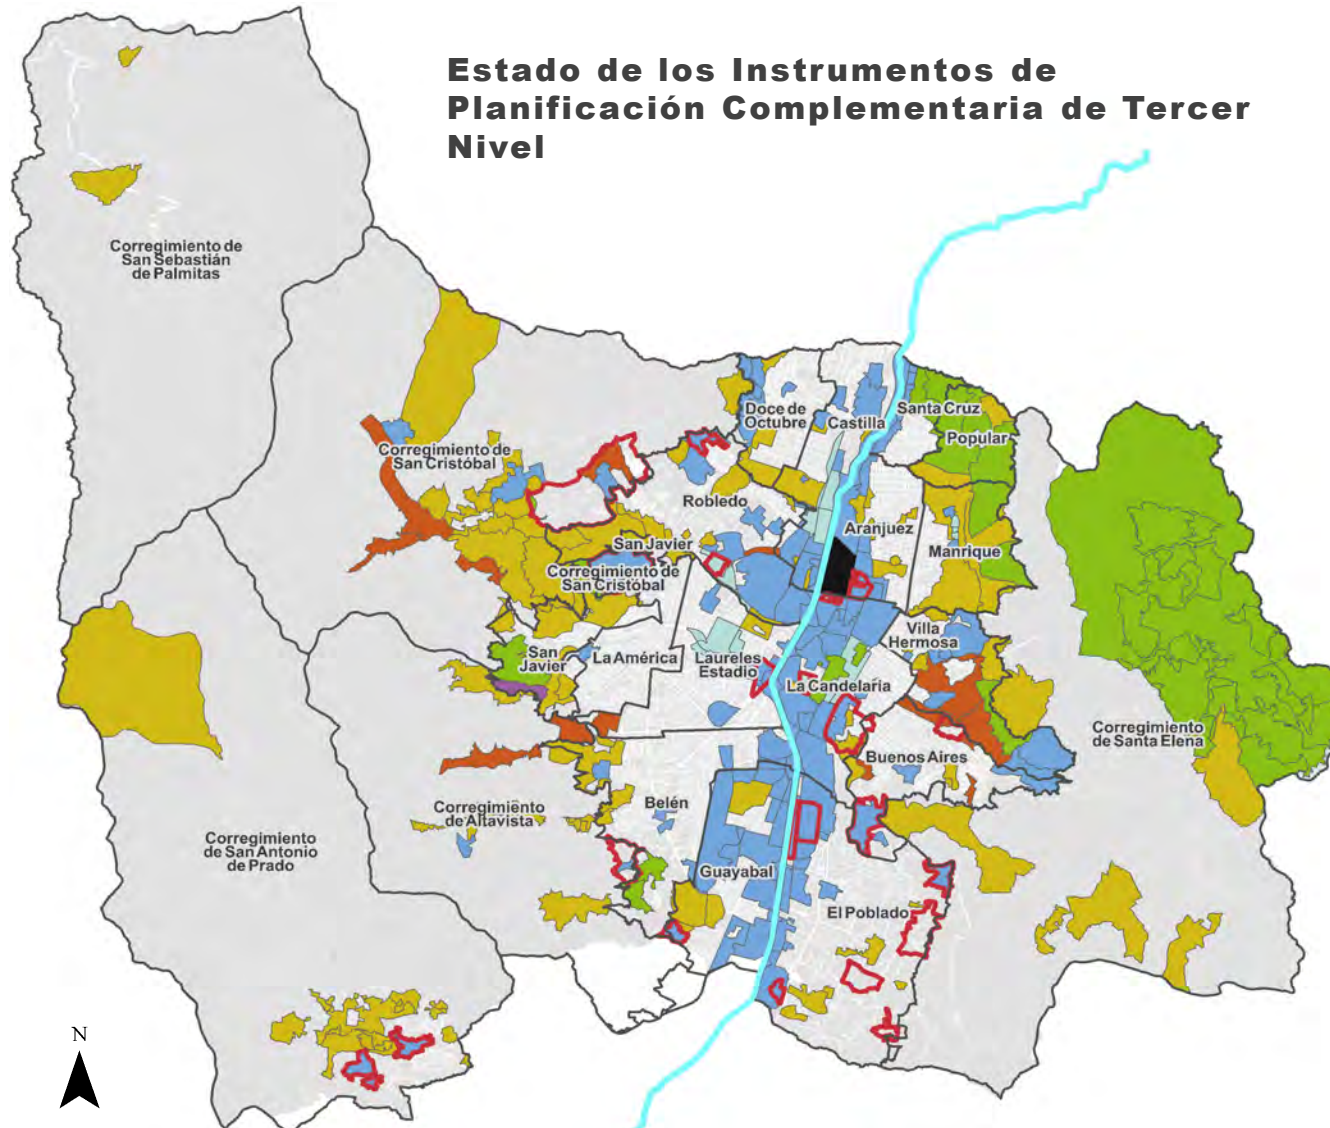 Estado de los Instrumentos de
Planificación Complementaria de Tercer
Nivel
Corregimiento de
San Sebastián
de Palmitas
Doce de
Octubre
Castilla
Santa Cruz
Popular
Corregimiento de
San Cristóbal
Robledo
Aranjuez
Manrique
San Javier
Corregimiento de
San Cristóbal
Villa
Hermosa
San
Javier
La América
Laureles
Estadio
La Candelaria
Corregimiento
de Santa Elena
Buenos Aires
Belén
Corregimiento
de Altavista
Corregimiento
de San Antonio
de Prado
Guayabal
El Poblado
N